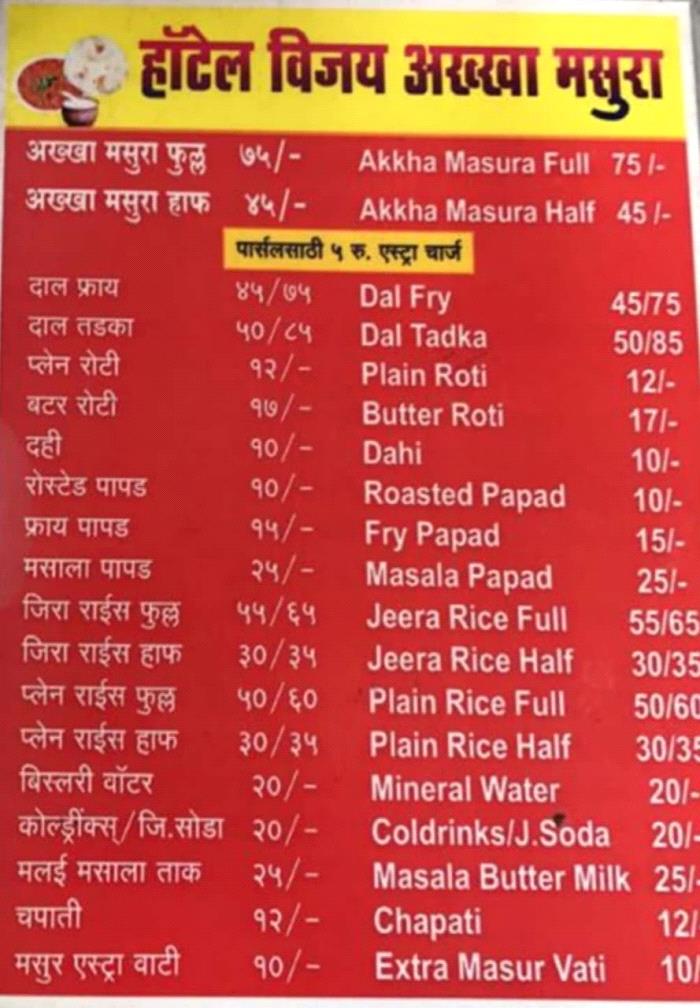 हॉटेल विजय अख्खा मसुरा
अख्खा मसुरा फुल्ल ७५/- Akkha Masura Full 75 /-
अख्खा मसुरा हाफ ४५/- Akkha Masura Half 45 /-
पार्सलसाठी ५ रु. एस्ट्रा चार्ज
दाल फ्राय ४५/७५ Dal Fry 45/75
दाल तडका ५०/८५ Dal Tadka 50/85
प्लेन रोटी १२/- Plain Roti 12/-
बटर रोटी १७/- Butter Roti 17/-
दही १०/- Dahi 10/-
रोस्टेड पापड १०/- Roasted Papad 10/-
फ्राय पापड १५/- Fry Papad 15/-
मसाला पापड २५/- Masala Papad 25/-
जिरा राईस फुल्ल ५५/६५ Jeera Rice Full 55/65
जिरा राईस हाफ ३०/३५ Jeera Rice Half 30/35
प्लेन राईस फुल्ल ५०/६० Plain Rice Full 50/60
प्लेन राईस हाफ ३०/३५ Plain Rice Half 30/35
बिस्लरी वॉटर २०/- Mineral Water 20/-
कोल्ड्रींक्स/जि.सोडा २०/- Coldrinks/J.Soda 20/-
मलई मसाला ताक २५/- Masala Butter Milk 25/-
चपाती १२/- Chapati 12/
मसुर एस्ट्रा वाटी १०/- Extra Masur Vati 10/